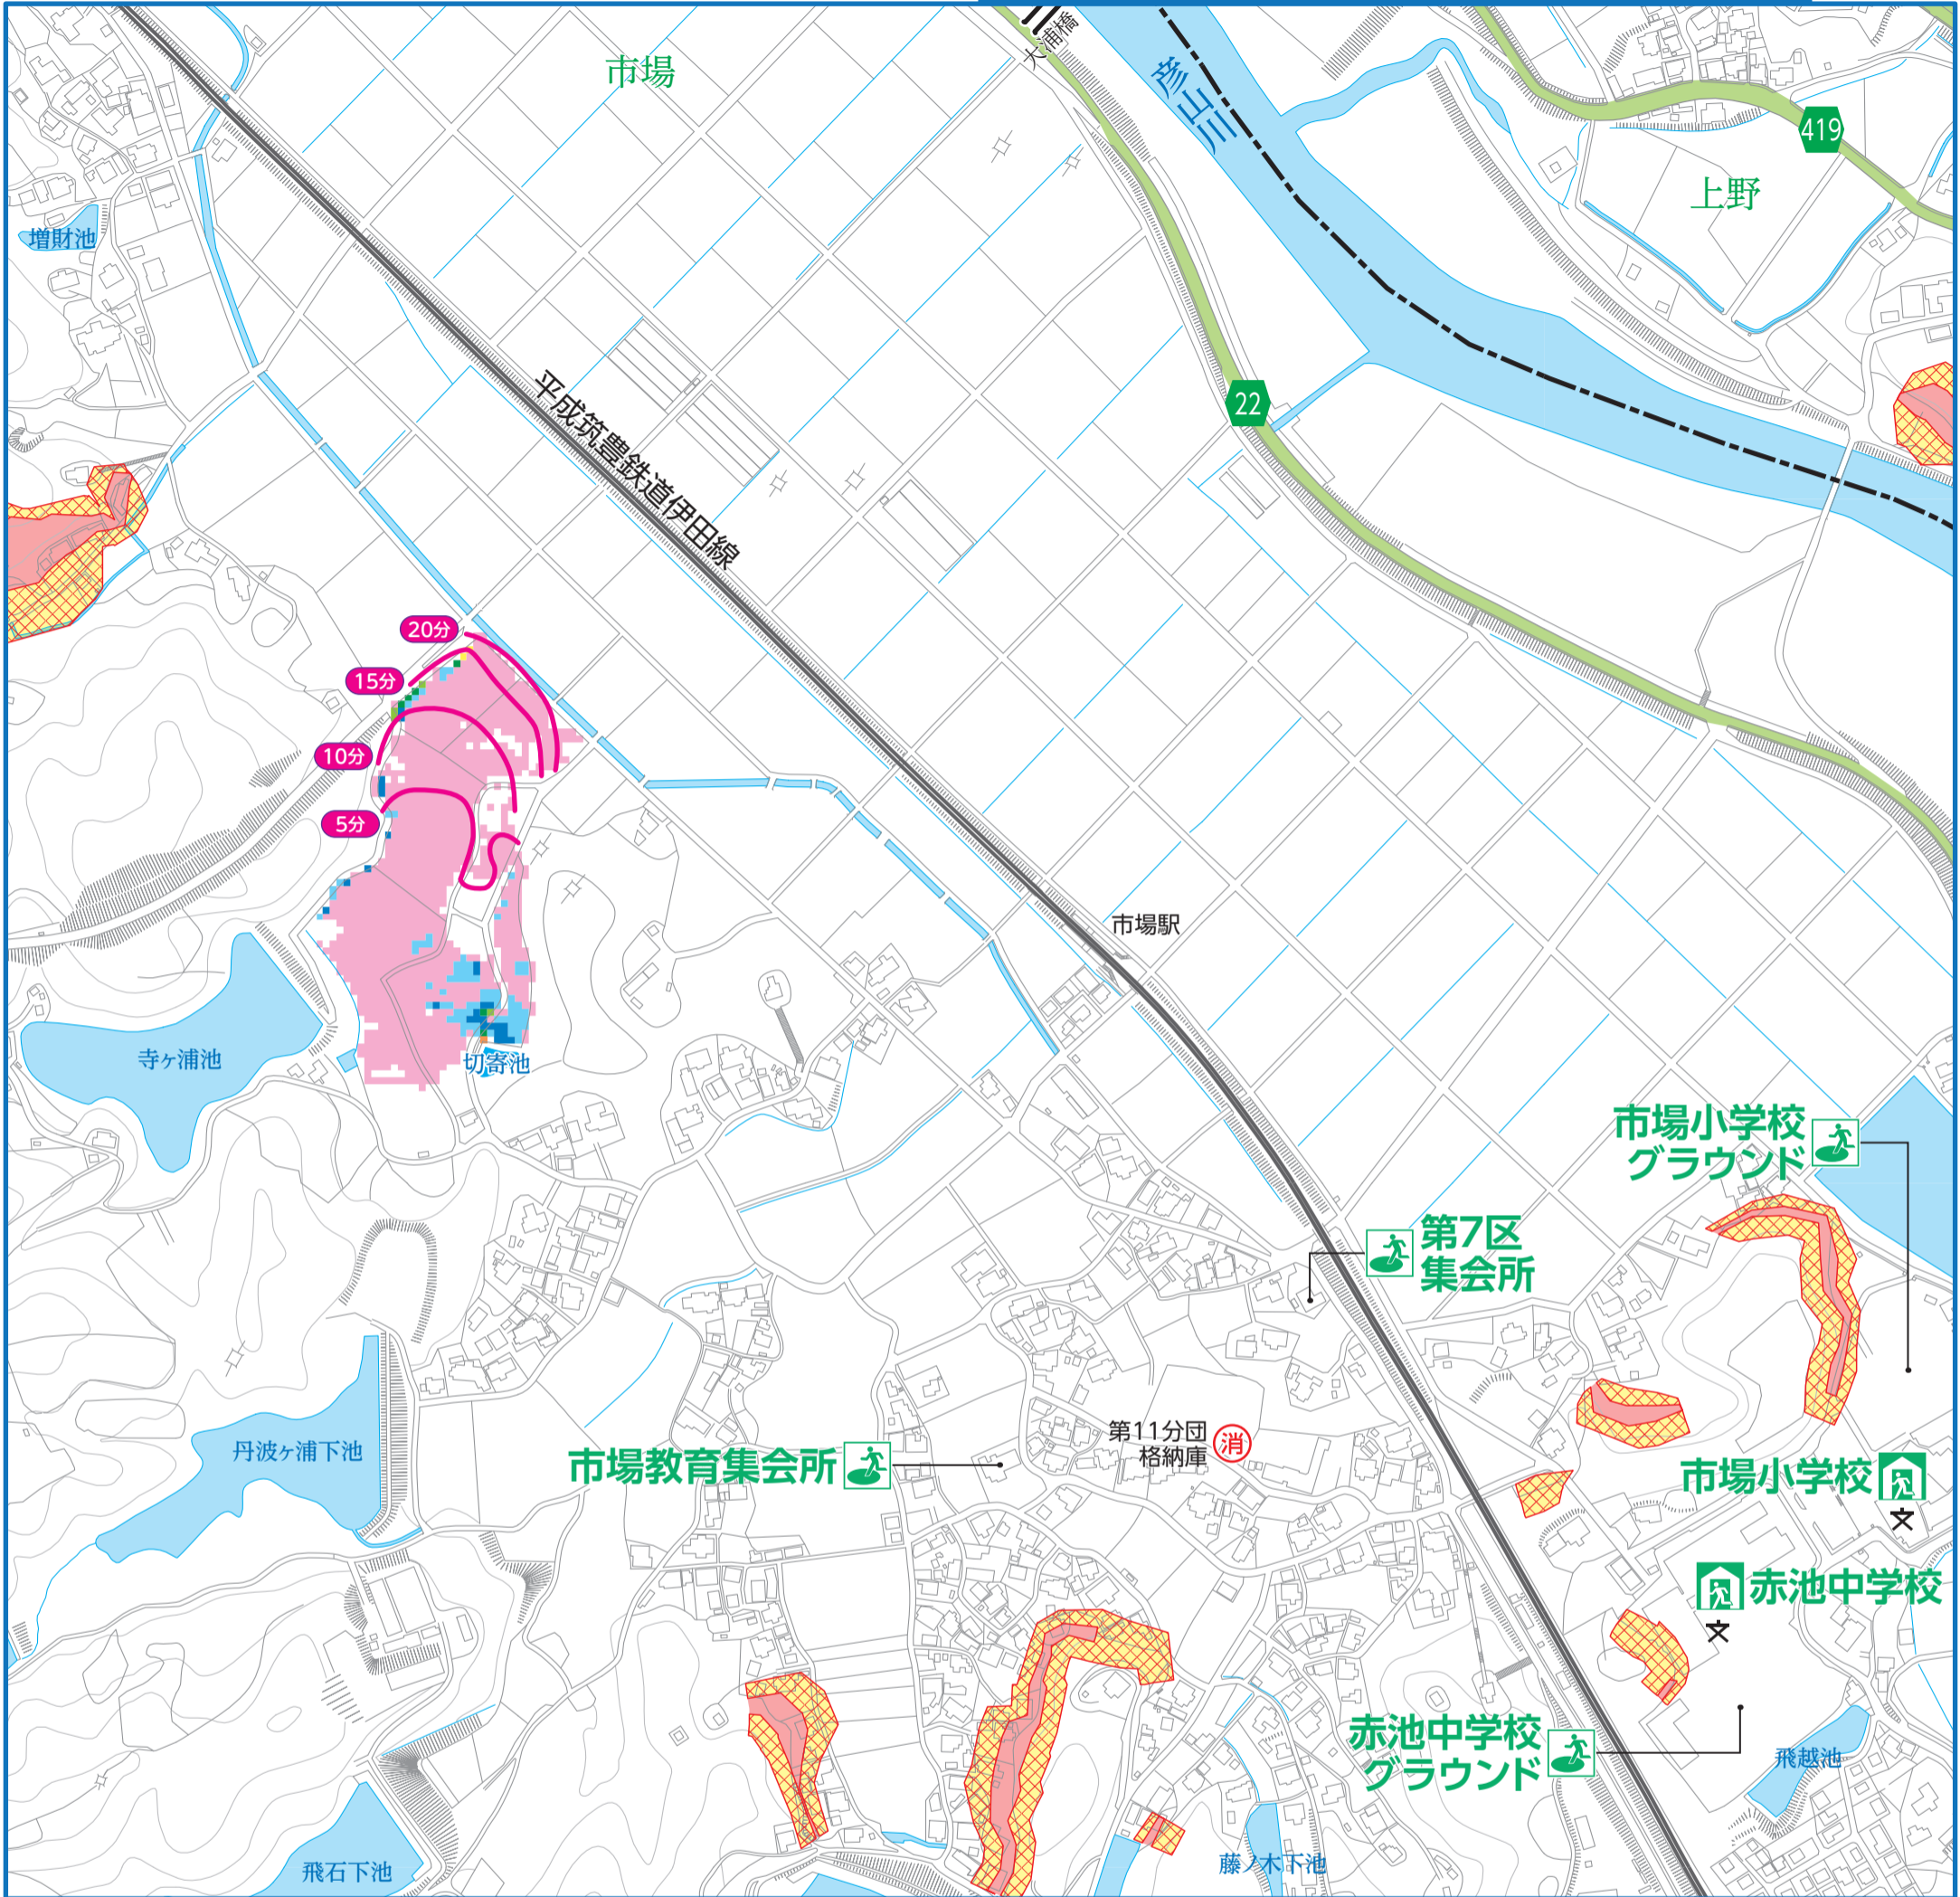 大浦橋
市場
彦山川
419
上野
増財池
22
平成筑豊鉄道伊田線
20分
15分
10分
5分
市場駅
寺ヶ浦池
切寄池
市場小学校
グラウンド
第7区
集会所
丹波ヶ浦下池
市場教育集会所
第11分団
格納庫
消
市場小学校
文
赤池中学校
文
赤池中学校
グラウンド
飛越池
飛石下池
藤ノ木下池